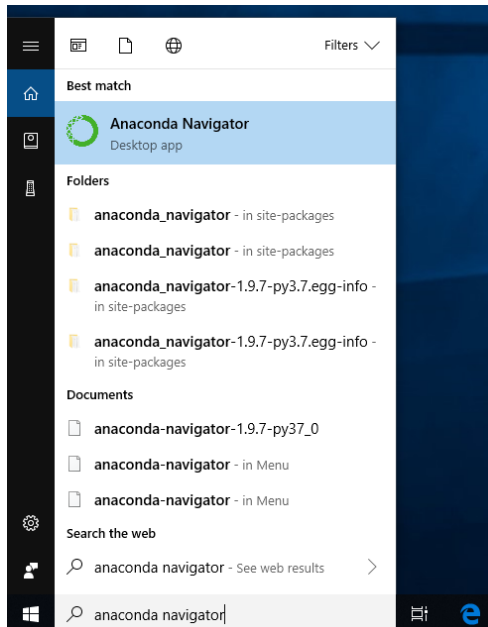 Filters
Best match
Anaconda Navigator
Desktop app
Folders
anaconda_navigator - in site-packages
anaconda_navigator - in site-packages
anaconda_navigator-1.9.7-py3.7.egg-info -
in site-packages
anaconda_navigator-1.9.7-py3.7.egg-info -
in site-packages
Documents
anaconda-navigator-1.9.7-py37_0
anaconda-navigator - in Menu
anaconda-navigator - in Menu
Search the web
anaconda navigator - See web results
anaconda navigator